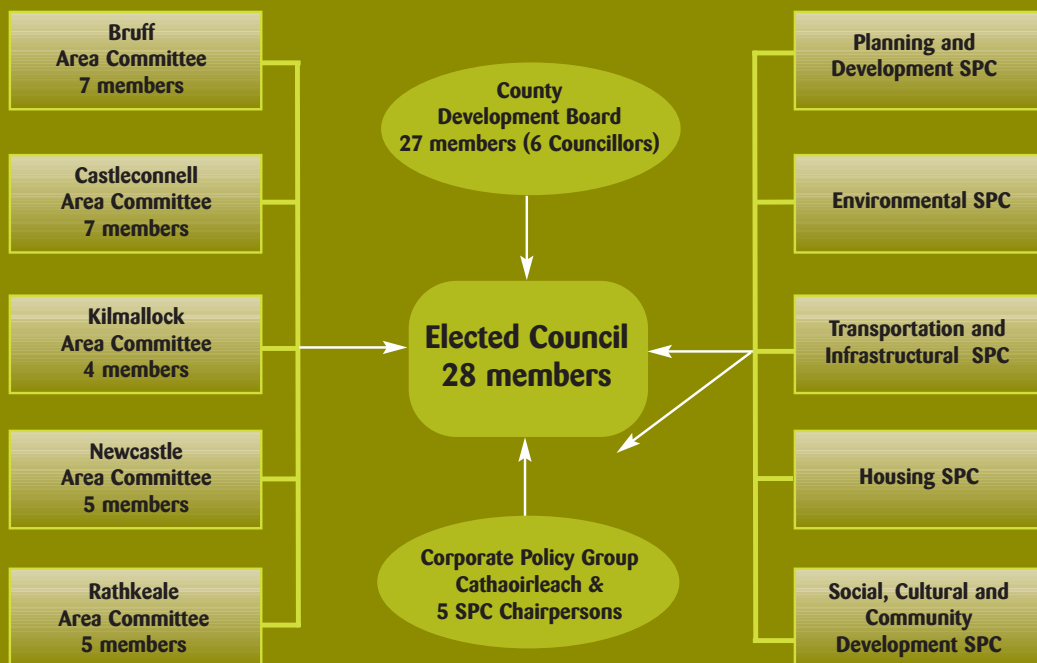 Bruff
Area Committee
7 members
Castleconnell
Area Committee
7 members
Kilmallock
Area Committee
4 members
Newcastle
Area Committee
5 members
Rathkeale
Area Committee
5 members
County
Development Board
27 members (6 Councillors)
Elected Council
28 members
Corporate Policy Group
Cathaoirleach &
5 SPC Chairpersons
Planning and
Development SPC
Environmental SPC
Transportation and
Infrastructural SPC
Housing SPC
Social, Cultural and
Community
Development SPC